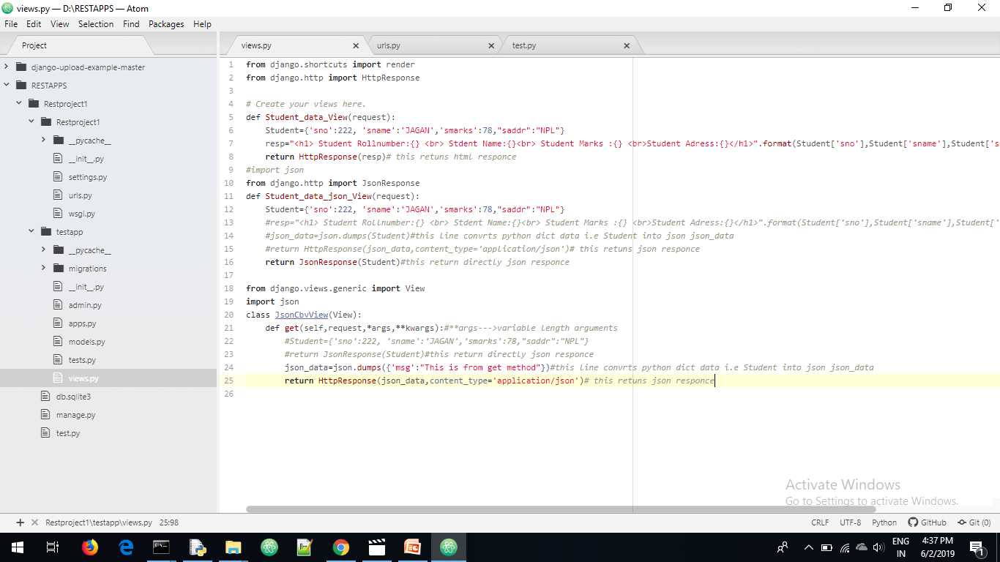 views.py — D:\RESTAPPS — Atom
File Edit View Selection Find Packages Help
Project
views.py
urls.py
test.py
django-upload-example-master
RESTAPPS
Restproject1
Restproject1
__pycache__
__init__.py
settings.py
urls.py
wsgi.py
testapp
__pycache__
migrations
__init__.py
admin.py
apps.py
models.py
tests.py
views.py
db.sqlite3
manage.py
test.py
1 from django.shortcuts import render
2 from django.http import HttpResponse
3
4 # Create your views here.
5 def Student_data_View(request):
6 Student={'sno':222, 'sname':'JAGAN','smarks':78,"saddr":"NPL"}
7 resp="<h1> Student Rollnumber:{} <br> Stdent Name:{}<br> Student Marks :{} <br>Student Adress:{}</h1>".format(Student['sno'],Student['sname'],Student['s
8 return HttpResponse(resp)# this retuns html responce
9 #import json
10 from django.http import JsonResponse
11 def Student_data_json_View(request):
12 Student={'sno':222, 'sname':'JAGAN','smarks':78,"saddr":"NPL"}
13 #resp="<h1> Student Rollnumber:{} <br> Stdent Name:{}<br> Student Marks :{} <br>Student Adress:{}</h1>".format(Student['sno'],Student['sname'],Student['
14 #json_data=json.dumps(Student)#this line convrts python dict data i.e Student into json json_data
15 #return HttpResponse(json_data,content_type='application/json')# this retuns json responce
16 return JsonResponse(Student)#this return directly json responce
17
18 from django.views.generic import View
19 import json
20 class JsonCbvView(View):
21 def get(self,request,*args,**kwargs):#**args--->variable length arguments
22 #Student={'sno':222, 'sname':'JAGAN','smarks':78,"saddr":"NPL"}
23 #return JsonResponse(Student)#this return directly json responce
24 json_data=json.dumps({'msg':"This is from get method"})#this line convrts python dict data i.e Student into json json_data
25 return HttpResponse(json_data,content_type='application/json')# this retuns json responce
26
Activate Windows
Go to Settings to activate Windows.
Restproject1\testapp\views.py 25:98
CRLF UTF-8 Python GitHub Git (0)
ENG
IN
4:37 PM
6/2/2019
1